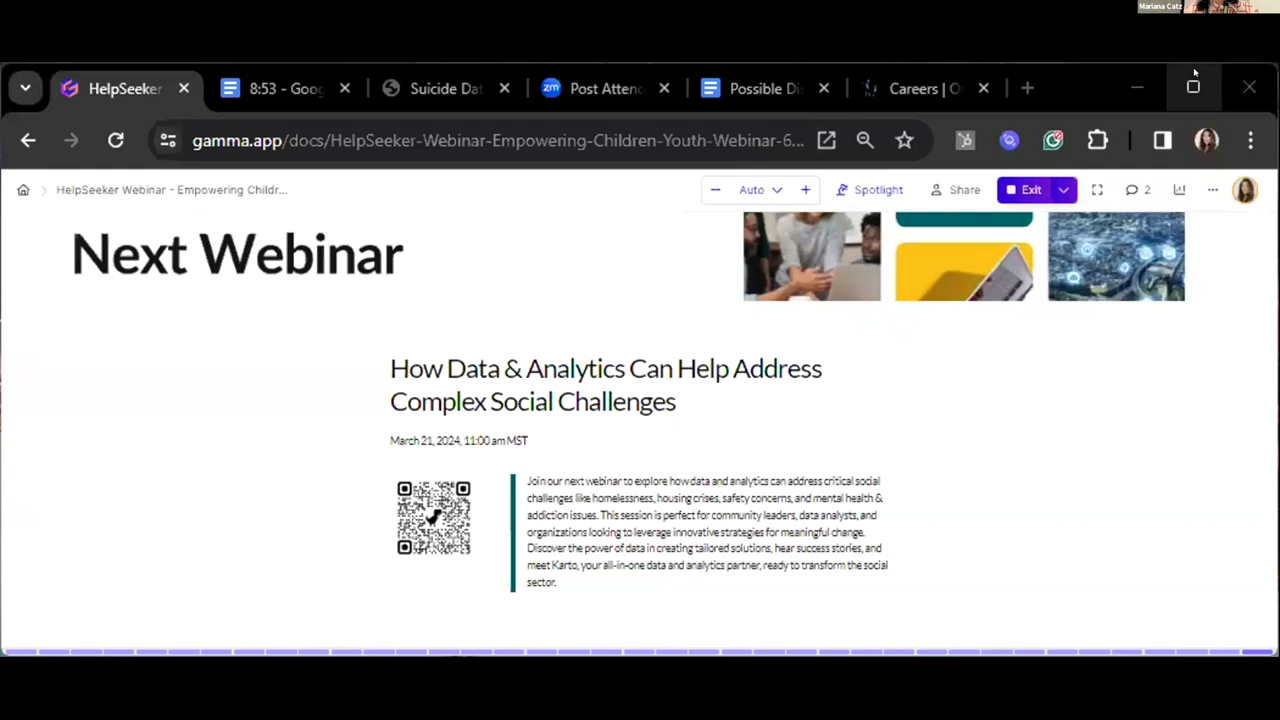 Mariana Catz
HelpSeeker
8:53 - Goog
Suicide Dat
Post Attend
Possible Di
Careers | O
gamma.app/docs/HelpSeeker-Webinar-Empowering-Children-Youth-Webinar-6...
HelpSeeker Webinar - Empowering Childr...
Auto
Spotlight
Share
Exit
2
Next Webinar
How Data & Analytics Can Help Address
Complex Social Challenges
March 21, 2024, 11:00 am MST
Join our next webinar to explore how data and analytics can address critical social
challenges like homelessness, housing crises, safety concerns, and mental health &
addiction issues. This session is perfect for community leaders, data analysts, and
organizations looking to leverage innovative strategies for meaningful change.
Discover the power of data in creating tailored solutions, hear success stories, and
meet Karto, your all-in-one data and analytics partner, ready to transform the social
sector.